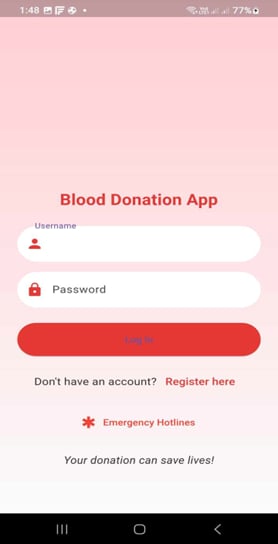 1:48
77%
Blood Donation App
Username
Password
Log In
Don't have an account? Register here
Emergency Hotlines
Your donation can save lives!